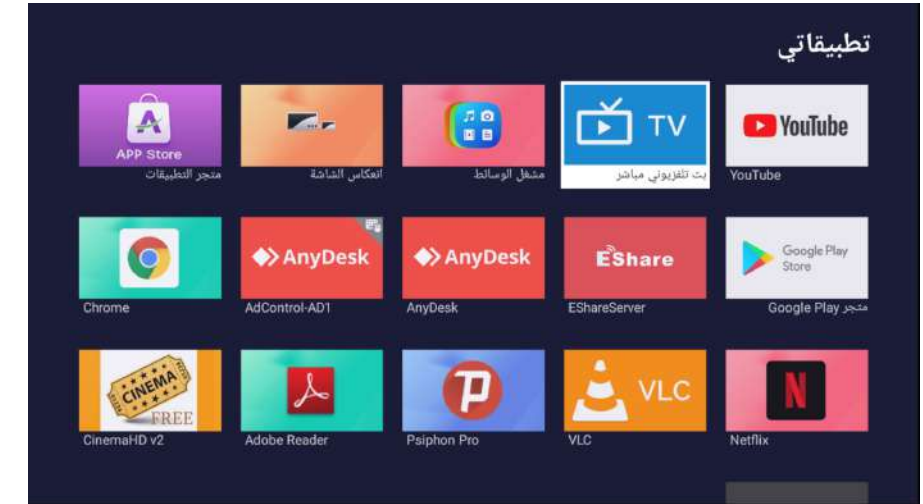 تطبيقاتي
YouTube
YouTube
TV
بث تلفزيوني مباشر
مشغل الوسائط
انعكاس الشاشة
APP Store
متجر التطبيقات
Google Play
Store
متجر Google Play
EShare
EShareServer
AnyDesk
AnyDesk
AnyDesk
AdControl-AD1
Chrome
N
Netflix
VLC
VLC
Psiphon Pro
Adobe Reader
CINEMA
FREE
CinemaHD v2